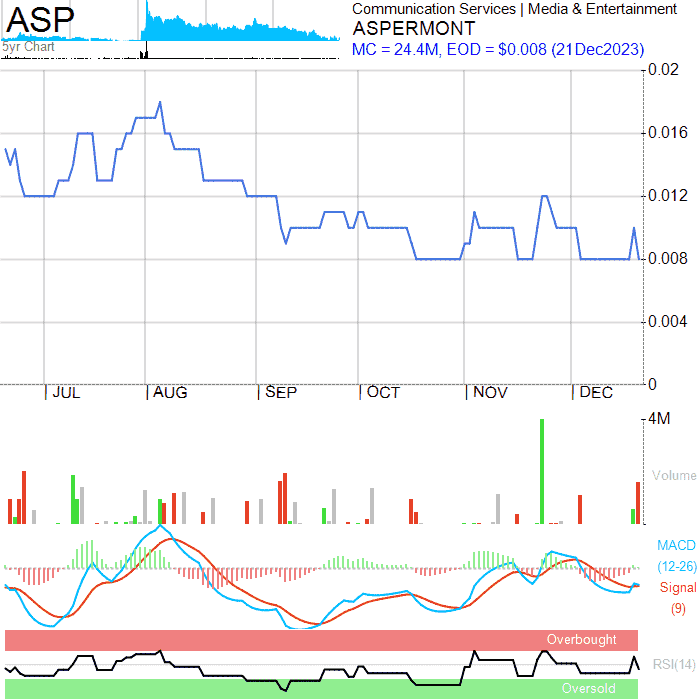 ASP
5yr Chart
Communication Services | Media & Entertainment
ASPERMONT
MC = 24.4M, EOD = $0.008 (21Dec2023)
0.02
0.016
0.012
0.008
0.004
0
JUL AUG SEP OCT NOV DEC
4M
Volume
MACD
(12-26)
Signal
(9)
Overbought
RSI(14)
Oversold